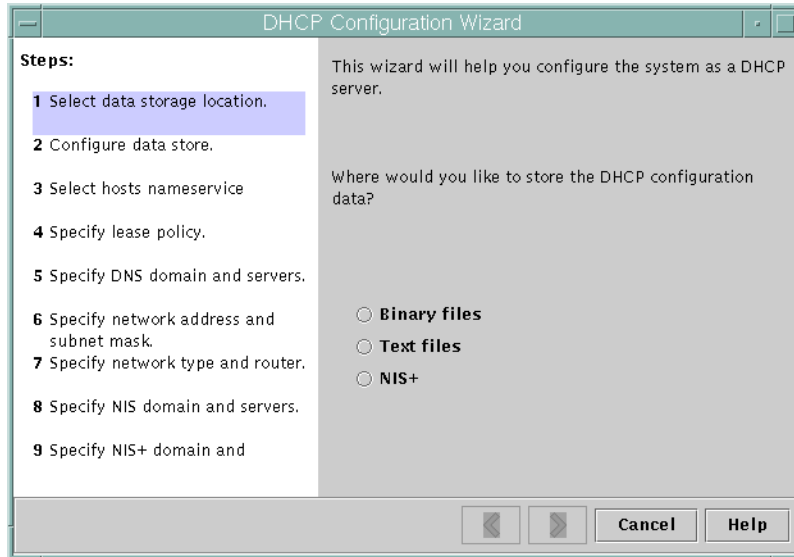 DHCP Configuration Wizard
Steps:
1 Select data storage location.
2 Configure data store.
3 Select hosts nameservice
4 Specify lease policy.
5 Specify DNS domain and servers.
6 Specify network address and
subnet mask.
7 Specify network type and router.
8 Specify NIS domain and servers.
9 Specify NIS+ domain and
This wizard will help you configure the system as a DHCP
server.
Where would you like to store the DHCP configuration
data?
Binary files
Text files
NIS+
Cancel
Help